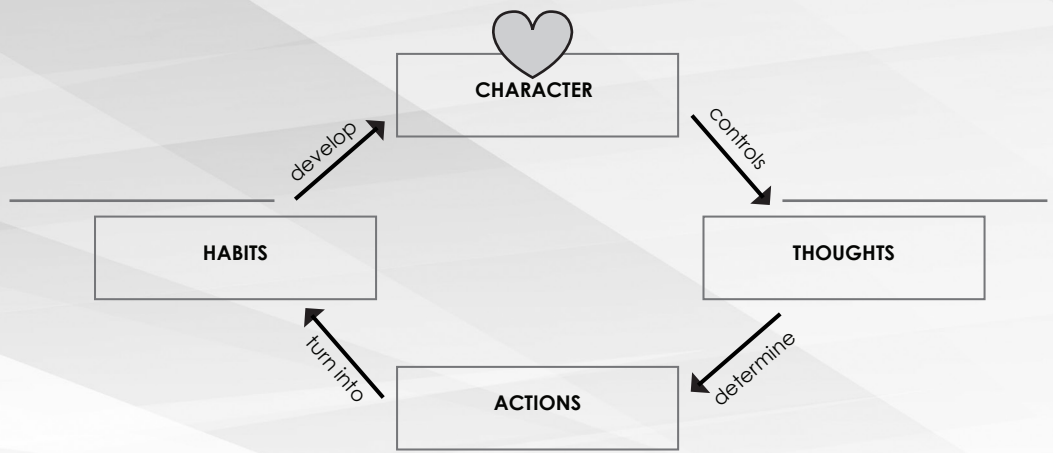 CHARACTER
develop
controls
HABITS
THOUGHTS
turn into
determine
ACTIONS